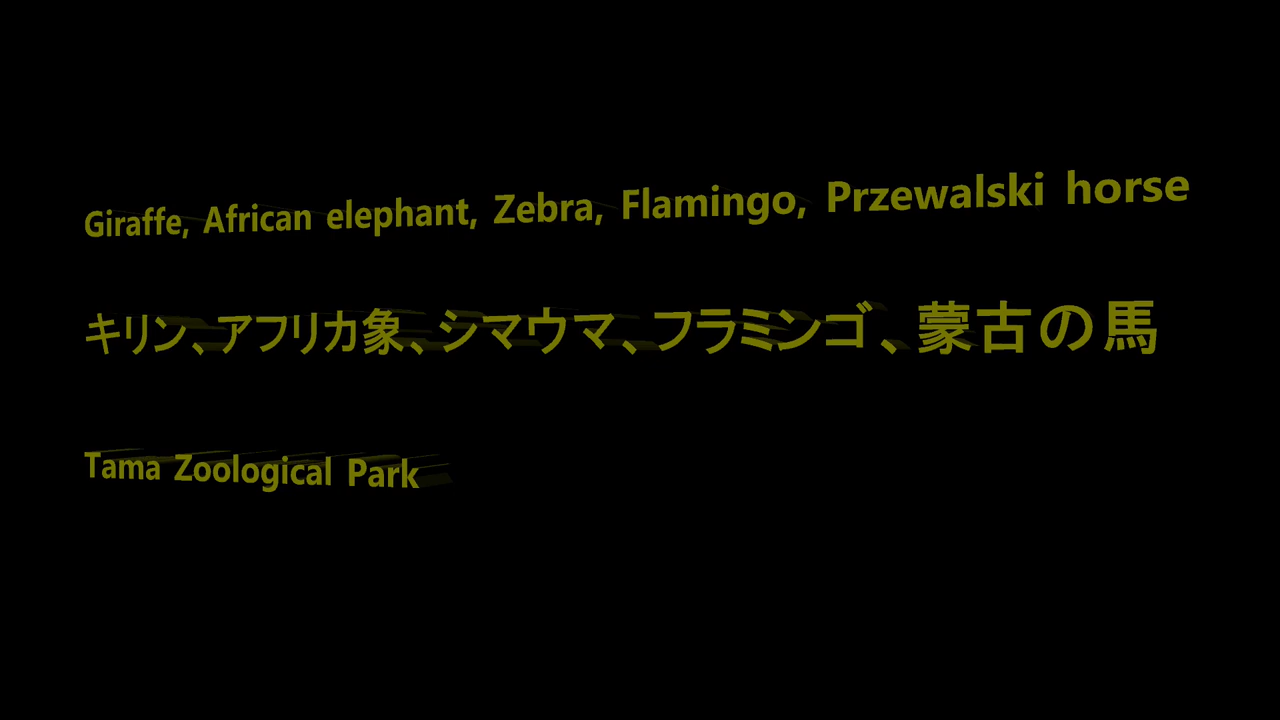 Giraffe, African elephant, Zebra, Flamingo, Przewalski horse
キリン、アフリカ象、シマウマ、フラミンゴ、蒙古の馬
Tama Zoological Park